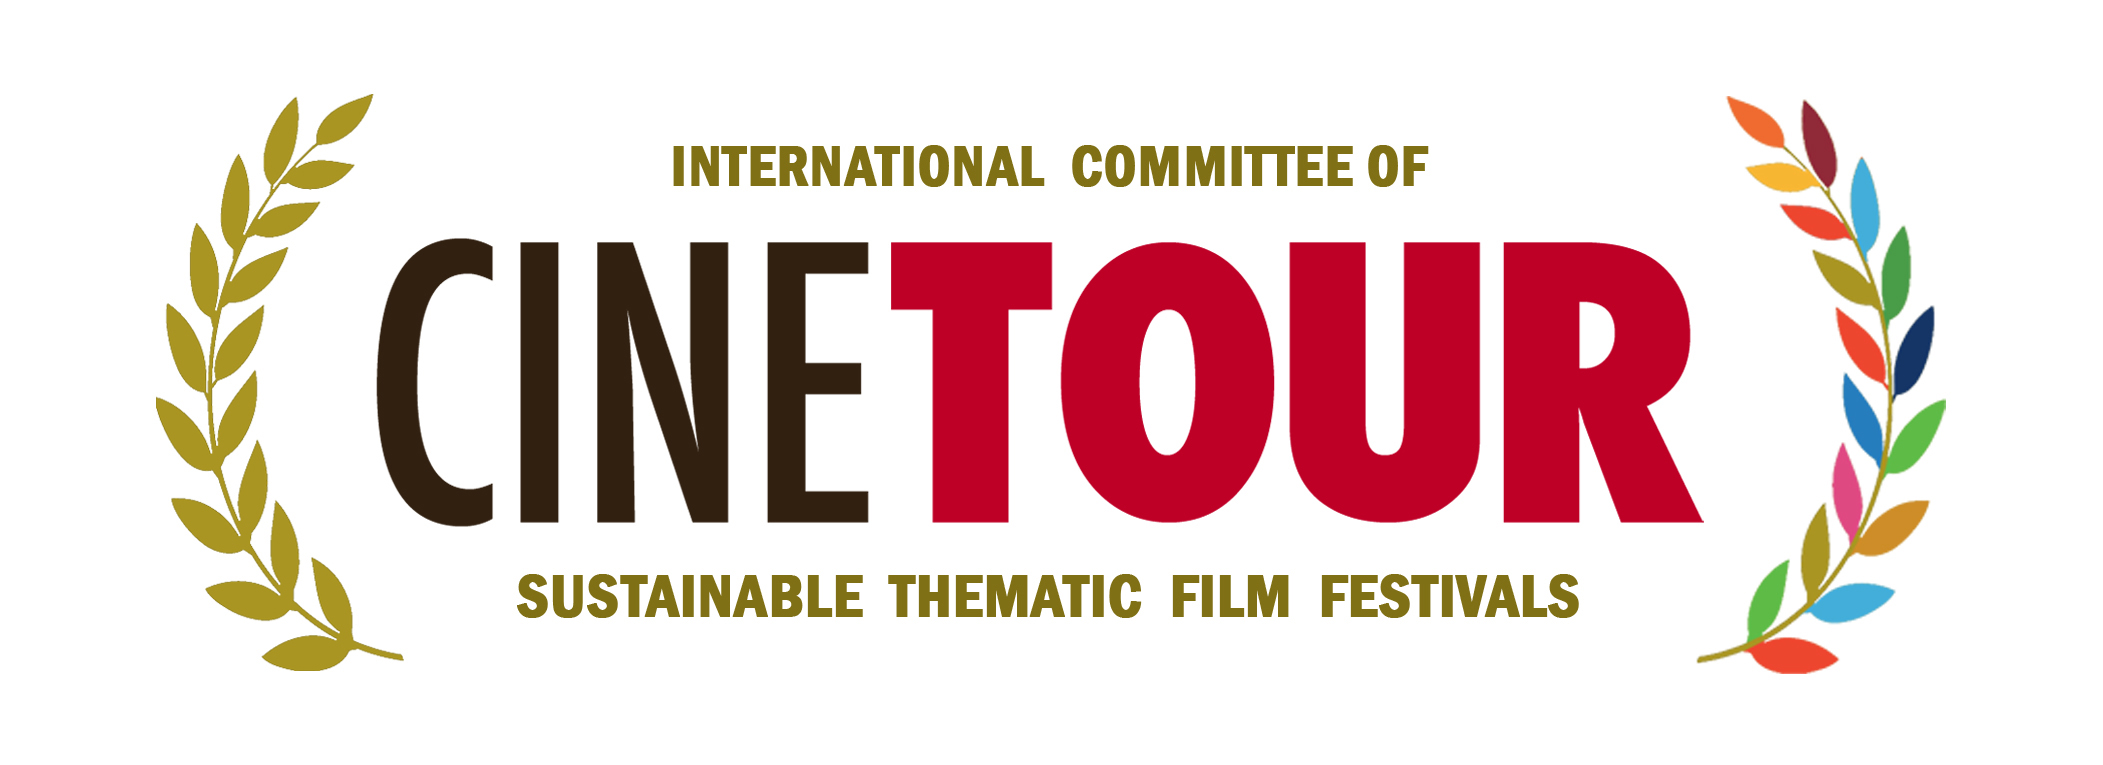 INTERNATIONAL COMMITTEE OF
CINETOUR
SUSTAINABLE THEMATIC FILM FESTIVALS